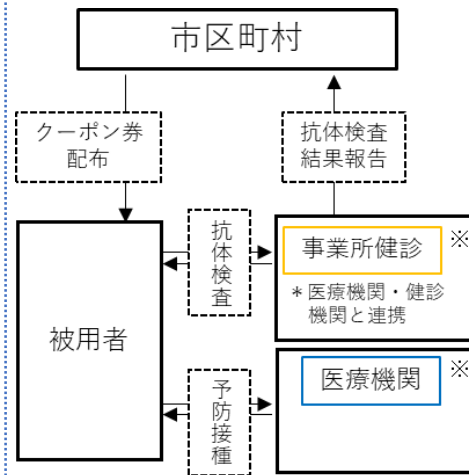 市区町村
クーポン券
配布
抗体検査
結果報告
抗体検査
事業所健診
※
＊医療機関・健診
機関と連携
被用者
医療機関
※
予防接種